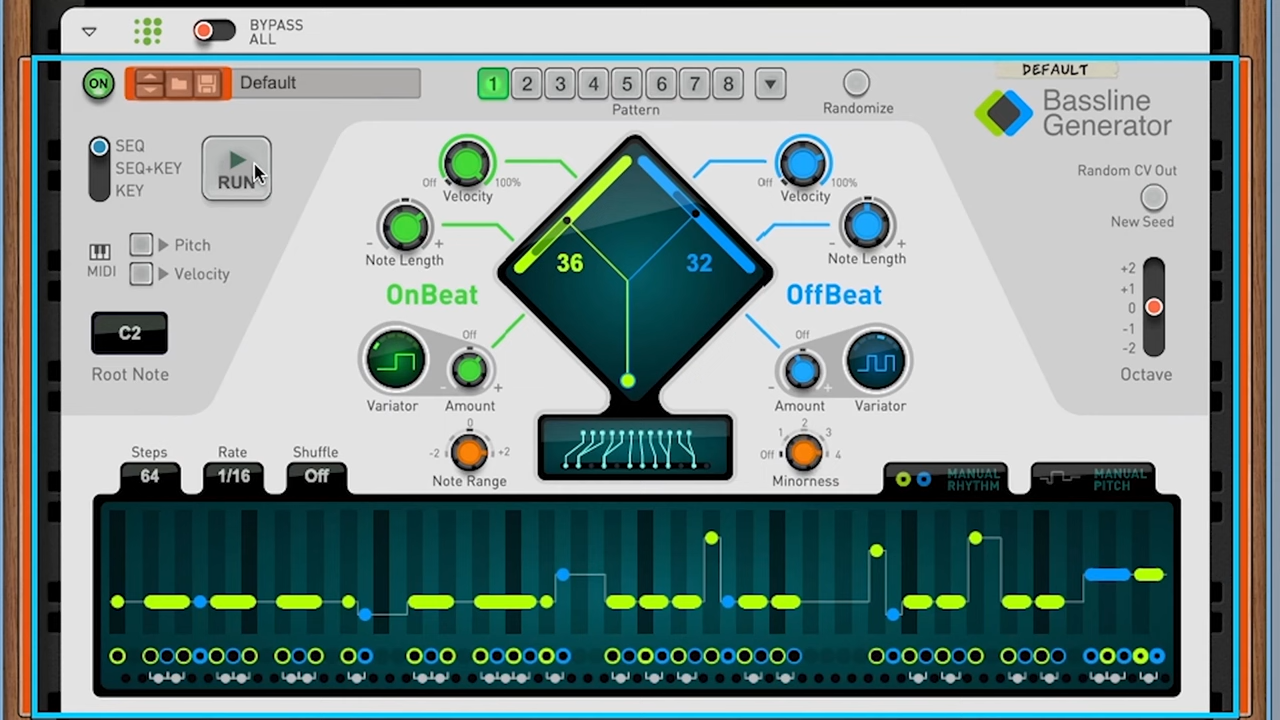 BYPASS
ALL
ON
Default
1 2 3 4 5 6 7 8
Pattern
Randomize
DEFAULT
Bassline
Generator
SEQ
SEQ+KEY
KEY
RUN
Off 100%
Velocity
Off 100%
Velocity
Random CV Out
New Seed
MIDI
Pitch
Velocity
- +
Note Length
- +
Note Length
36
32
OnBeat
OffBeat
+2
+1
0
-1
-2
Octave
C2
Root Note
Off
- +
Variator
Amount
Off
- +
Amount
Variator
-2 0 +2
Note Range
Off 1 2 3 4
Minorness
Steps
64
Rate
1/16
Shuffle
Off
MANUAL
RHYTHM
MANUAL
PITCH